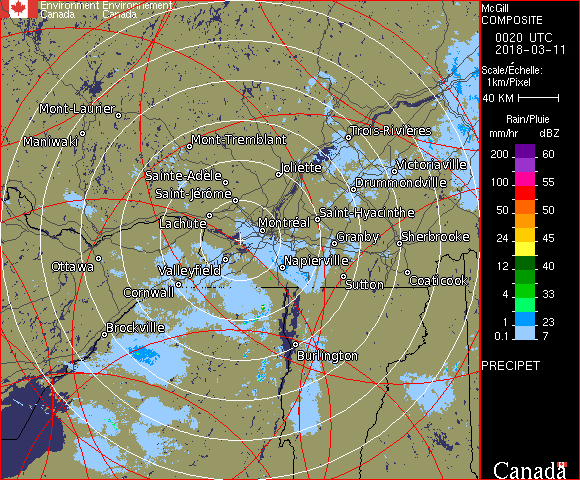 Environment Environnement
Canada Canada
McGill
COMPOSITE
0020 UTC
2018-03-11
Scale/Échelle:
1km/Pixel
40 KM
Rain/Pluie
mm/hr dBZ
200 60
100 55
50 50
24 45
12 40
4 33
1 23
0.1 7
PRECIPET
Canada
Mont-Laurier
Maniwaki
Mont-Tremblant
Trois-Rivières
Sainte-Adèle
Joliette
Victoriaville
Saint-Jérôme
Drummondville
Lachute
Montréal
Saint-Hyacinthe
Granby
Sherbrooke
Ottawa
Valleyfield
Napierville
Cornwall
Sutton
Coaticook
Brockville
Burlington